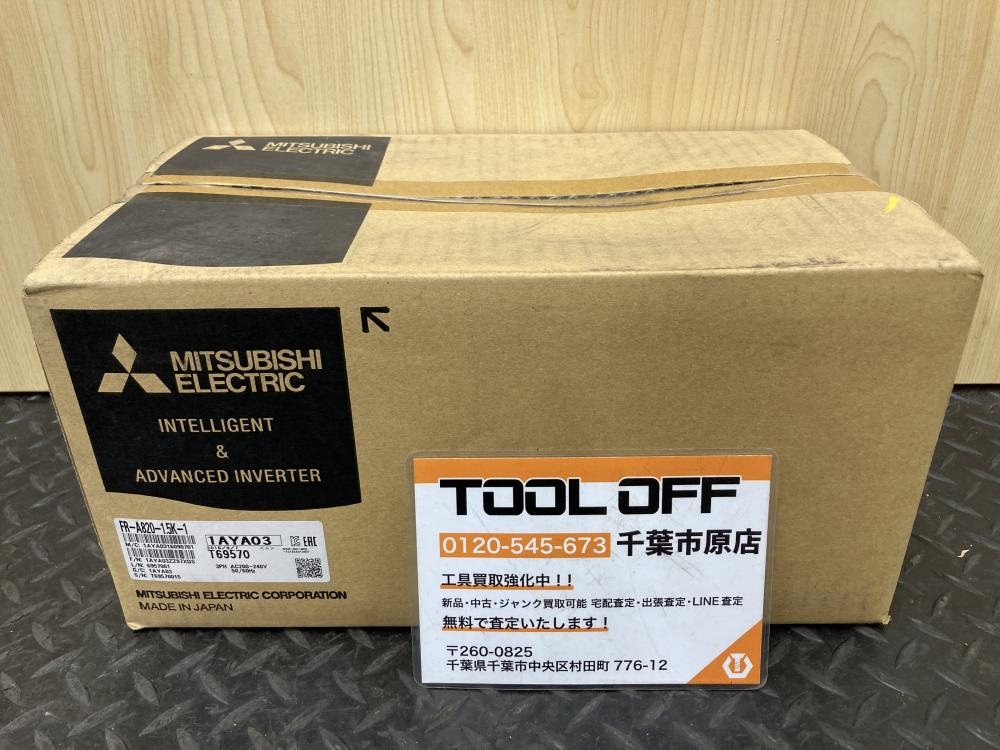 MITSUBISHI
ELECTRIC
MITSUBISHI
ELECTRIC
INTELLIGENT
&
ADVANCED INVERTER
FR-A820-1.5K-1
1AYA03
T69570
3PH AC200-240V
50/60Hz
MITSUBISHI ELECTRIC CORPORATION
MADE IN JAPAN
TOOL OFF
0120-545-673 千葉市原店
工具買取強化中！！
新品・中古・ジャンク買取可能 宅配査定・出張査定・LINE査定
無料で査定いたします！
〒260-0825
千葉県千葉市中央区村田町 776-12